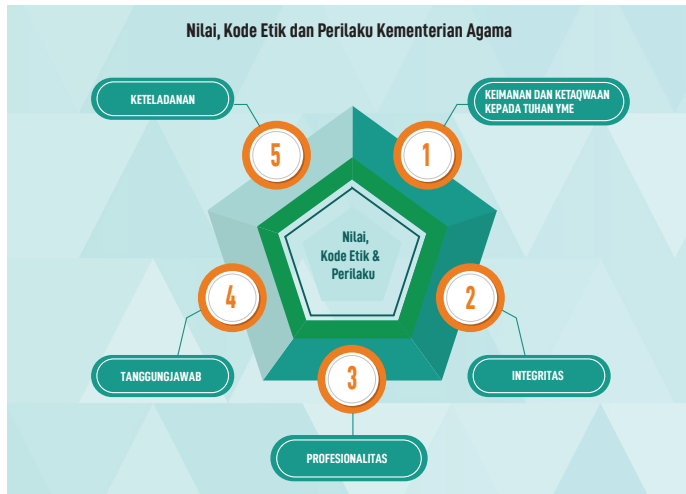 Nilai, Kode Etik dan Perilaku Kementerian Agama
KETELADANAN
KEIMANAN DAN KETAQWAAN
KEPADA TUHAN YME
5
1
Nilai,
Kode Etik &
Perilaku
4
2
TANGGUNGJAWAB
3
INTEGRITAS
PROFESIONALITAS